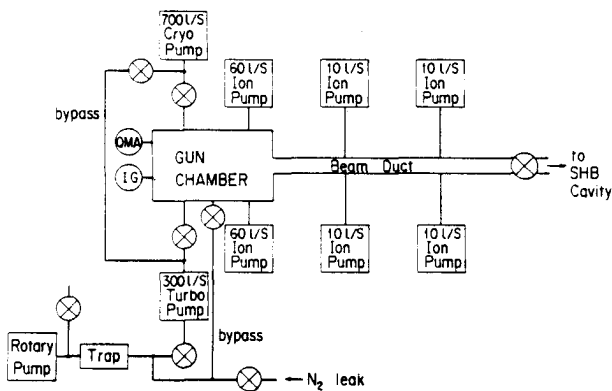 700 l/S
Cryo
Pump
60 l/S
Ion
Pump
10 l/S
Ion
Pump
10 l/S
Ion
Pump
bypass
QMA
IG
GUN
CHAMBER
Beam Duct
to
SHB
Cavity
60 l/S
Ion
Pump
10 l/S
Ion
Pump
10 l/S
Ion
Pump
300 l/S
Turbo
Pump
bypass
Rotary
Pump
Trap
N2 leak